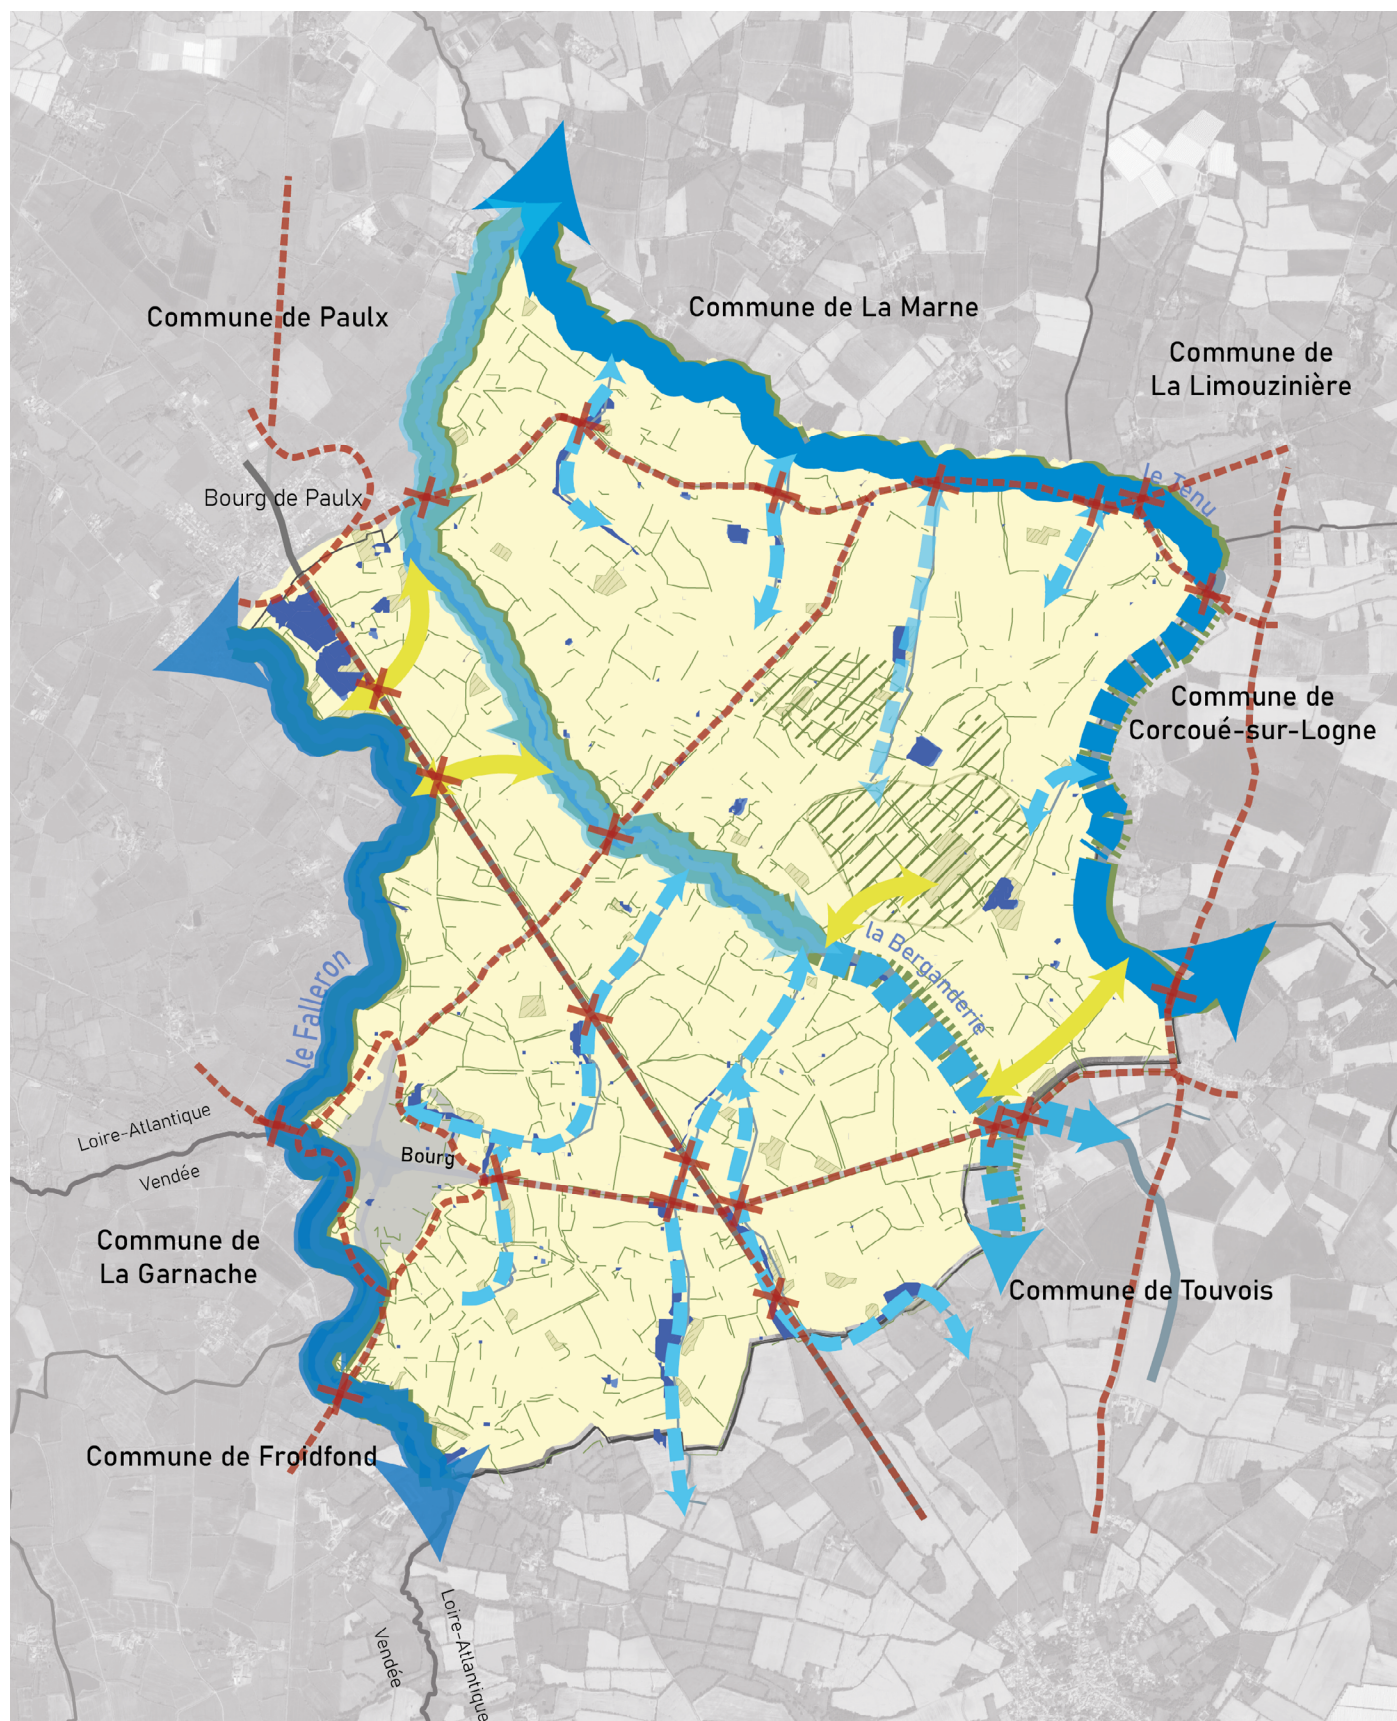 Commune de Paulx
Commune de La Marne
Commune de
La Limouzinière
le Ténu
Bourg de Paulx
Commune de
Corcoué-sur-Logne
la Berganderie
le Falleron
Loire-Atlantique
Vendée
Bourg
Commune de
La Garnache
Commune de Touvois
Commune de Froidfond
Loire-Atlantique
Vendée